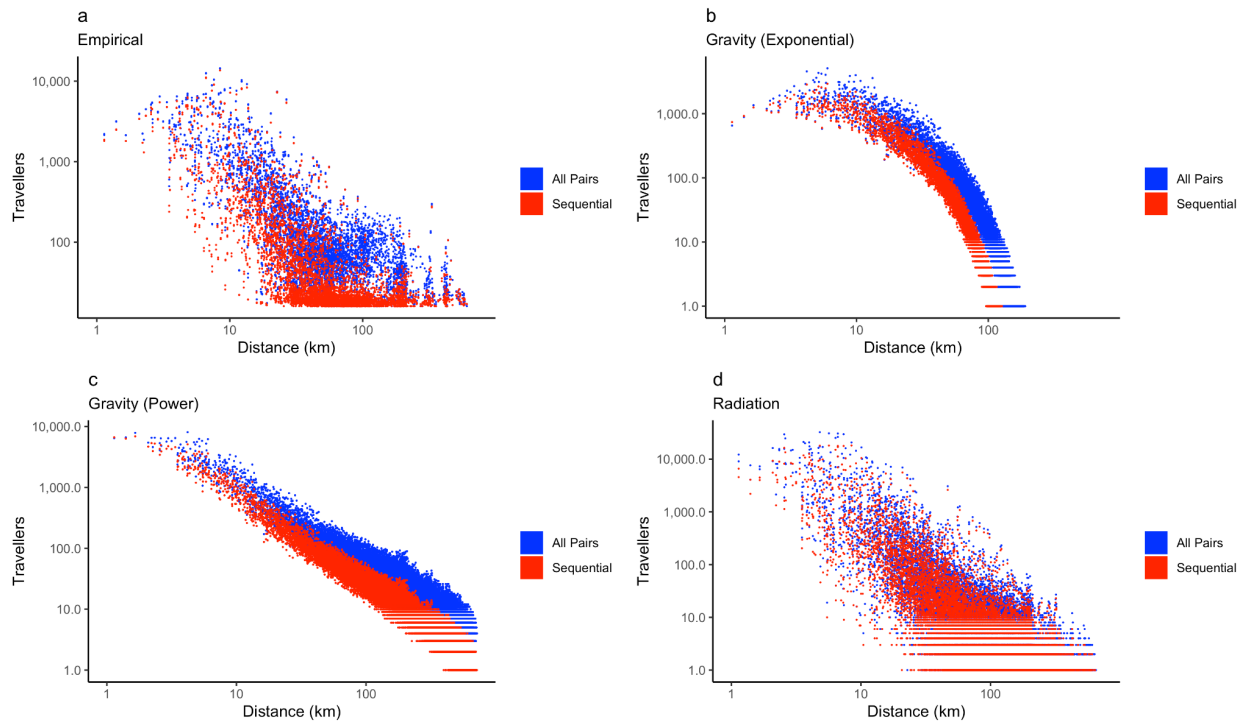 a
Empirical
10,000
1,000
100
Travellers
1
10
100
Distance (km)
All Pairs
Sequential
b
Gravity (Exponential)
1,000.0
100.0
10.0
1.0
Travellers
1
10
100
Distance (km)
All Pairs
Sequential
c
Gravity (Power)
10,000.0
1,000.0
100.0
10.0
1.0
Travellers
1
10
100
Distance (km)
All Pairs
Sequential
d
Radiation
10,000.0
1,000.0
100.0
10.0
1.0
Travellers
1
10
100
Distance (km)
All Pairs
Sequential